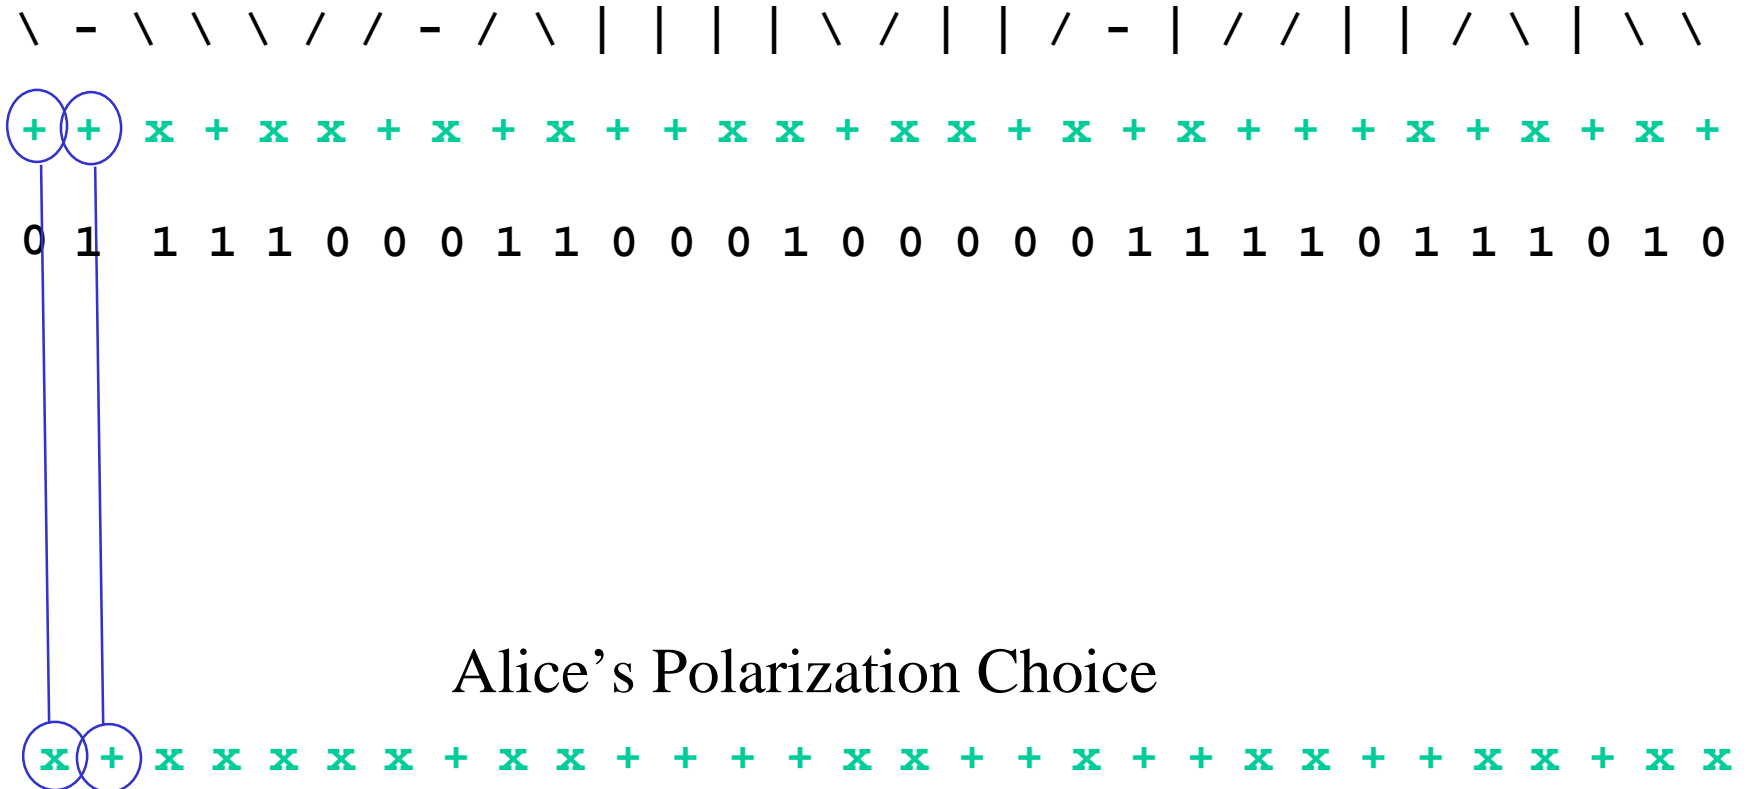 \ - \ \ \ / / - / \ | | | | \ / | | / - | / / | | / \ | \ \
+ + x + x x + x + x + + x x + x x + x + x + + + x + x + x +
0 1 1 1 1 0 0 0 1 1 0 0 0 1 0 0 0 0 0 1 1 1 1 0 1 1 1 0 1 0
Alice’s Polarization Choice
x + x x x x x + x x + + + + x x + + x + + x x + + x x + x x